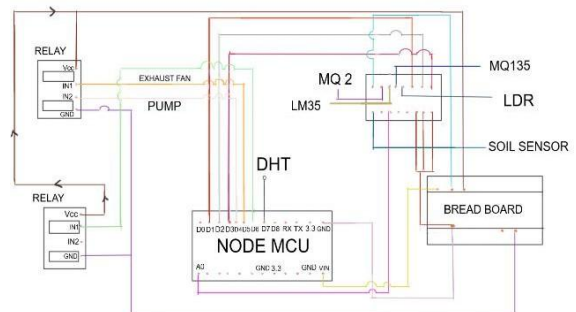 RELAY
Vcc
IN1
IN2
GND
EXHAUST FAN
PUMP
MQ 2
LM35
MQ135
LDR
SOIL SENSOR
DHT
RELAY
Vcc
IN1
IN2
GND
BREAD BOARD
D0 D1 D2 D3 D4 D5 D6 D7 D8 RX TX 3.3 GND
NODE MCU
A0 GND 3.3 GND VIN